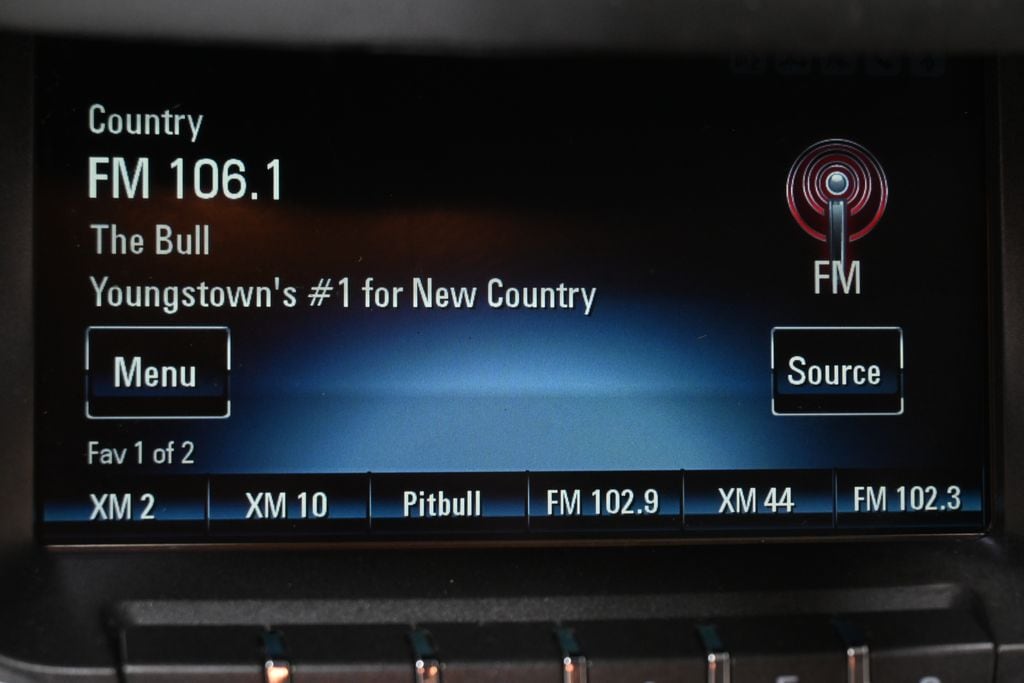 Country
FM 106.1
The Bull
Youngstown's #1 for New Country
FM
Menu
Source
Fav 1 of 2
XM 2
XM 10
Pitbull
FM 102.9
XM 44
FM 102.3